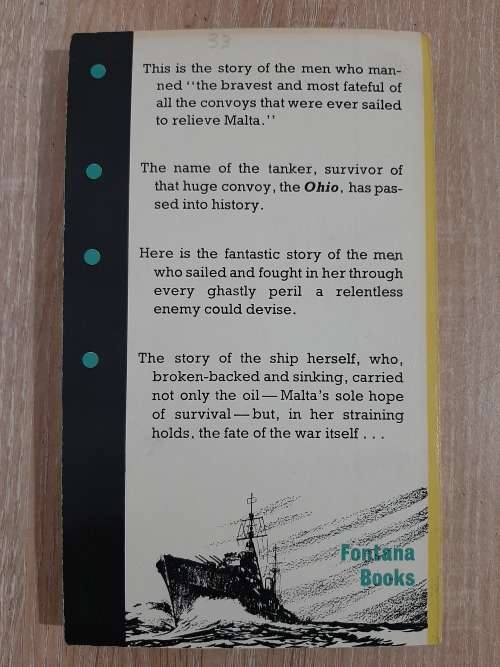 33
This is the story of the men who man-
ned "the bravest and most fateful of
all the convoys that were ever sailed
to relieve Malta."
The name of the tanker, survivor of
that huge convoy, the Ohio, has pas-
sed into history.
Here is the fantastic story of the men
who sailed and fought in her through
every ghastly peril a relentless
enemy could devise.
The story of the ship herself, who,
broken-backed and sinking, carried
not only the oil — Malta's sole hope
of survival — but, in her straining
holds, the fate of the war itself . . .
Fontana
Books